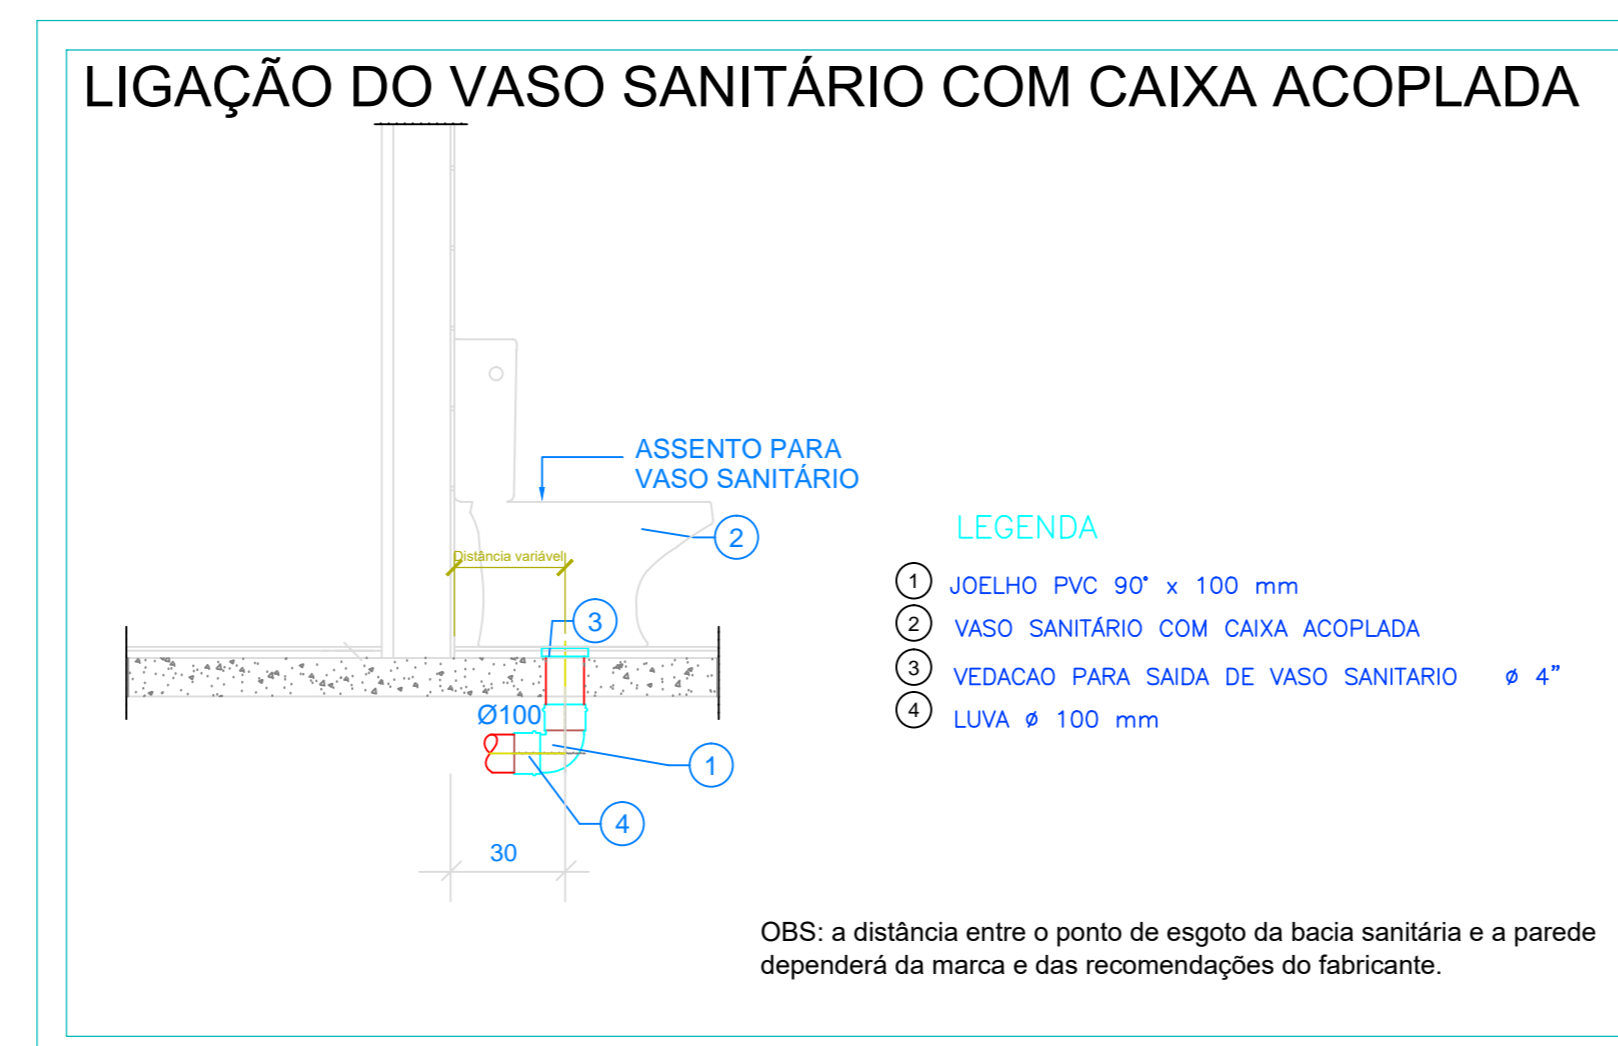 LIGAÇÃO DO VASO SANITÁRIO COM CAIXA ACOPLADA
ASSENTO PARA
VASO SANITÁRIO
2
Distância variável
3
Ø100
1
4
30
LEGENDA
1 JOELHO PVC 90° x 100 mm
2 VASO SANITÁRIO COM CAIXA ACOPLADA
3 VEDACAO PARA SAIDA DE VASO SANITARIO ø 4"
4 LUVA ø 100 mm
OBS: a distância entre o ponto de esgoto da bacia sanitária e a parede
dependerá da marca e das recomendações do fabricante.